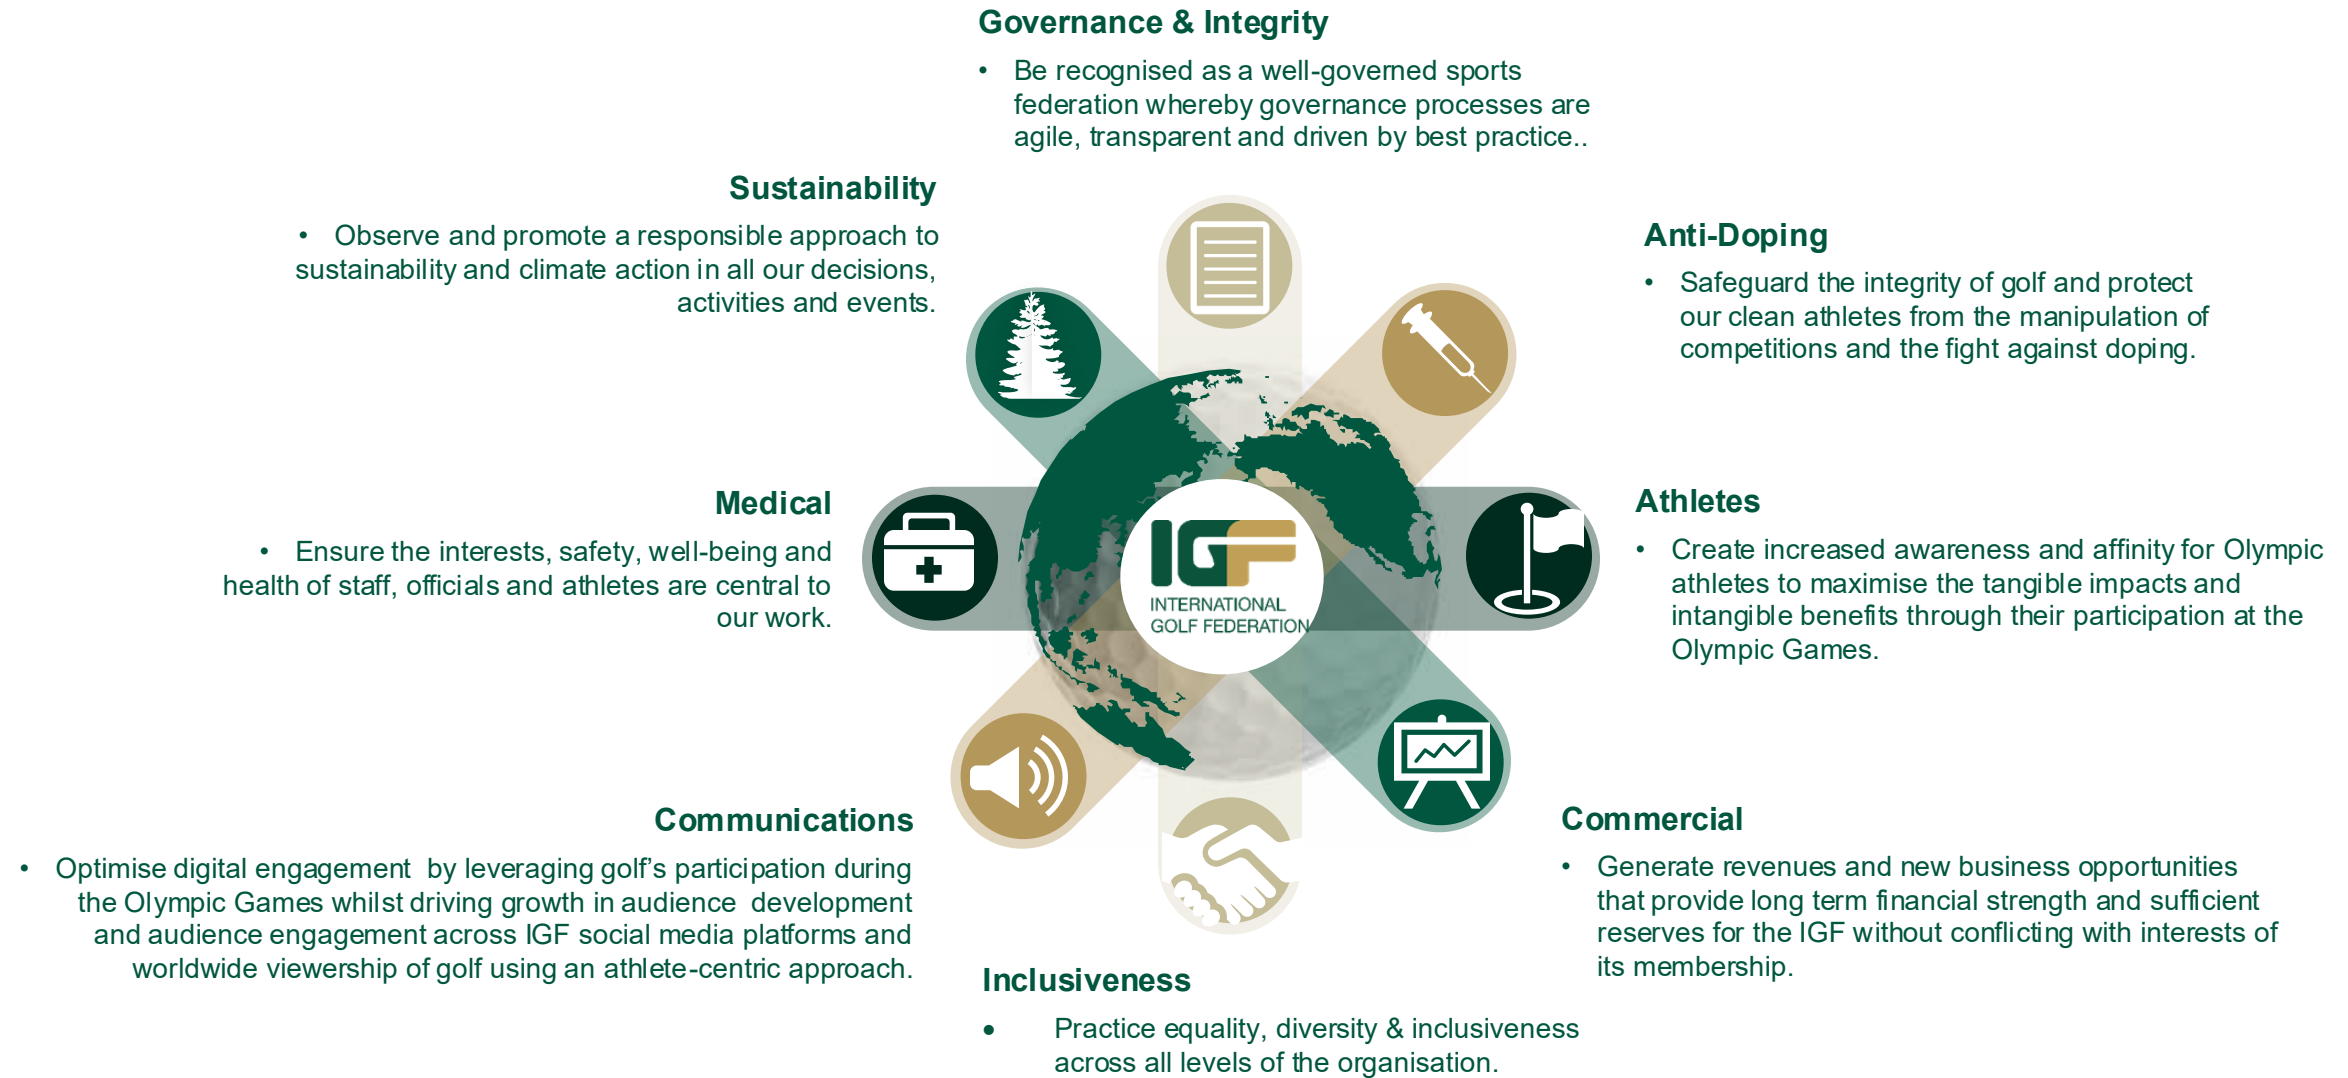 Governance & Integrity
• Be recognised as a well-governed sports
federation whereby governance processes are
agile, transparent and driven by best practice..
Sustainability
• Observe and promote a responsible approach to
sustainability and climate action in all our decisions,
activities and events.
Anti-Doping
• Safeguard the integrity of golf and protect
our clean athletes from the manipulation of
competitions and the fight against doping.
Medical
• Ensure the interests, safety, well-being and
health of staff, officials and athletes are central to
our work.
IGF
INTERNATIONAL
GOLF FEDERATION
Athletes
• Create increased awareness and affinity for Olympic
athletes to maximise the tangible impacts and
intangible benefits through their participation at the
Olympic Games.
Communications
• Optimise digital engagement  by leveraging golf’s participation during
the Olympic Games whilst driving growth in audience  development
and audience engagement across IGF social media platforms and
worldwide viewership of golf using an athlete-centric approach.
Commercial
• Generate revenues and new business opportunities
that provide long term financial strength and sufficient
reserves for the IGF without conflicting with interests of
its membership.
Inclusiveness
• Practice equality, diversity & inclusiveness
across all levels of the organisation.